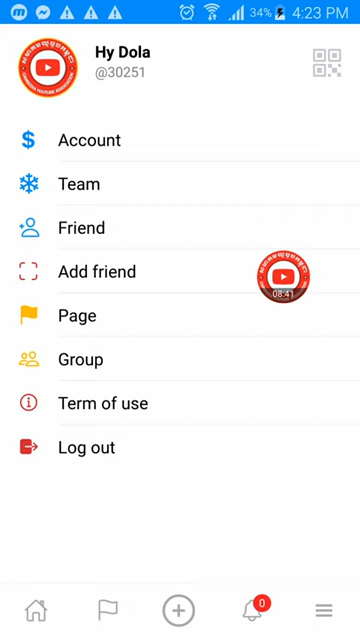 34%
4:23 PM
Hy Dola
@30251
Account
Team
Friend
Add friend
08:41
Page
Group
Term of use
Log out
0